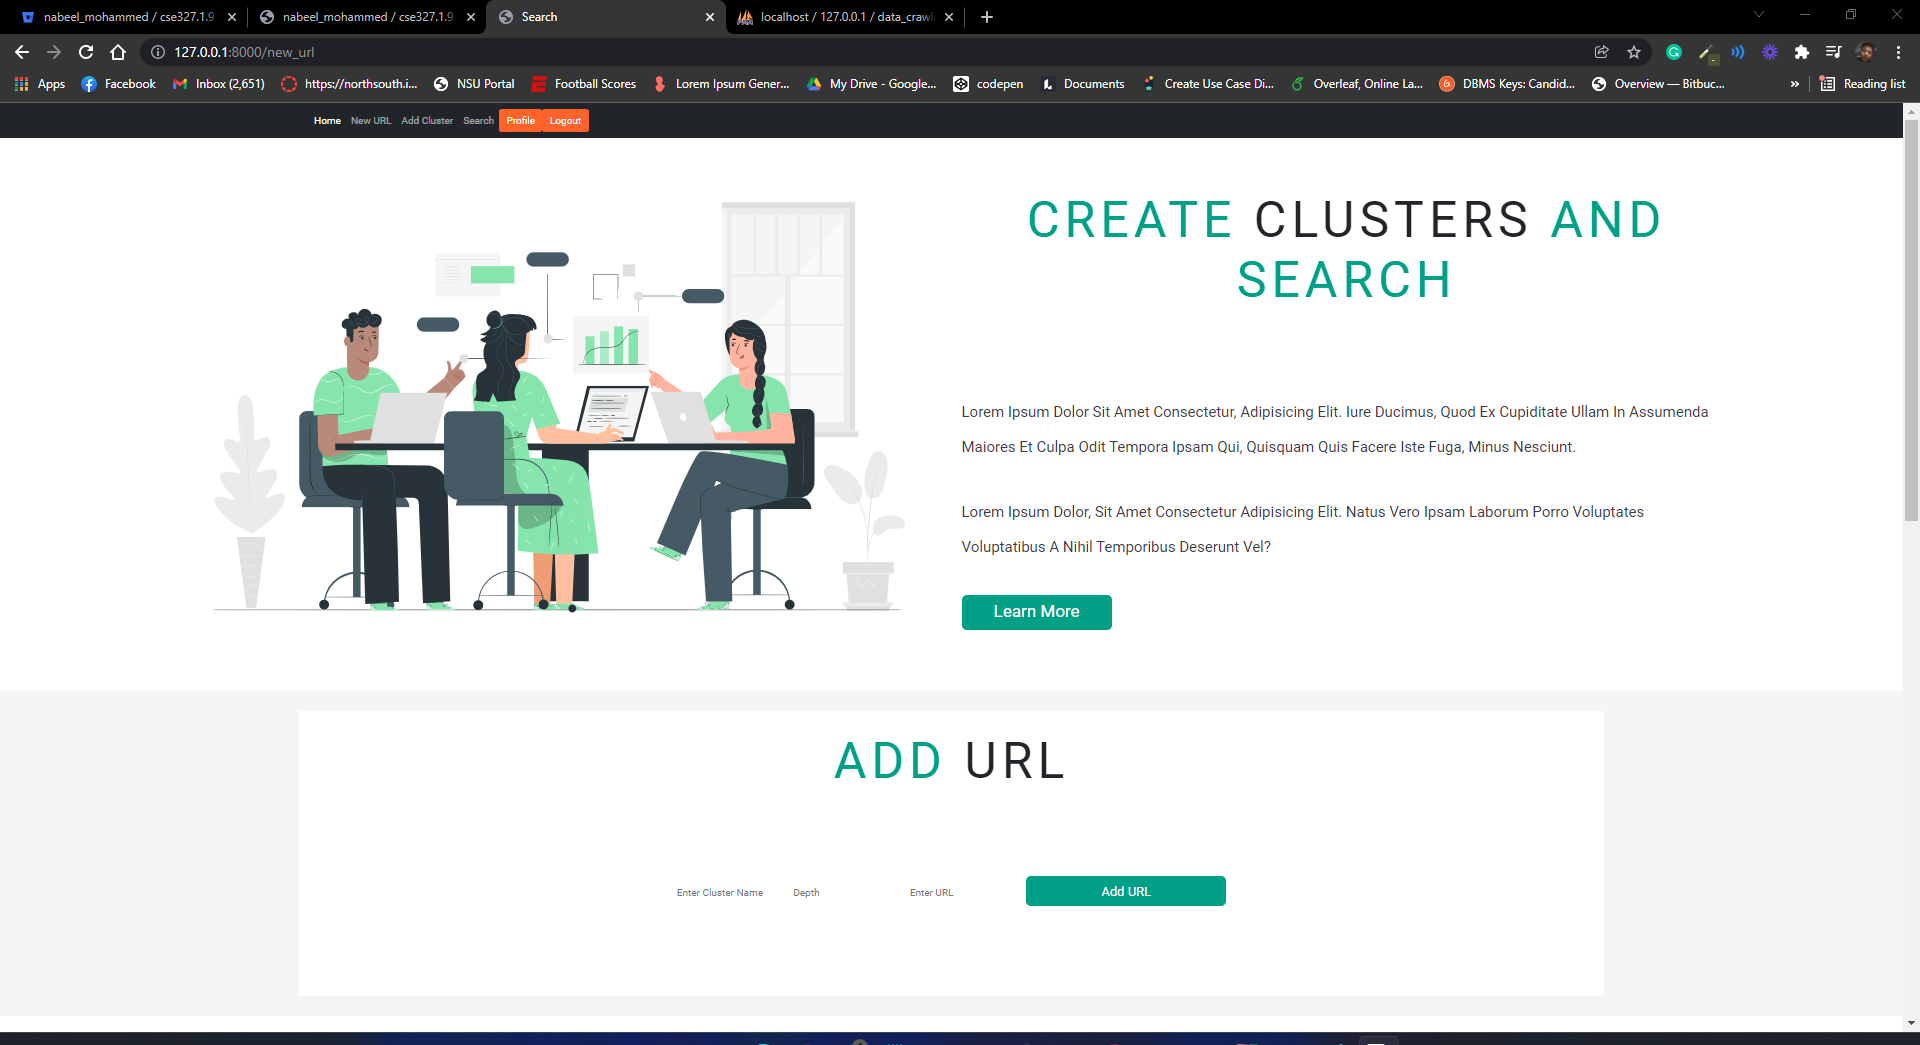 nabeel_mohammed / cse327.1.9
nabeel_mohammed / cse327.1.9
Search
localhost / 127.0.0.1 / data_crawl
127.0.0.1:8000/new_url
Apps
Facebook
Inbox (2,651)
https://northsouth.i...
NSU Portal
Football Scores
Lorem Ipsum Gener...
My Drive - Google...
codepen
Documents
Create Use Case Di...
Overleaf, Online La...
DBMS Keys: Candid...
Overview — Bitbuc...
»
Reading list
Home
New URL
Add Cluster
Search
Profile
Logout
CREATE CLUSTERS AND
SEARCH
Lorem Ipsum Dolor Sit Amet Consectetur, Adipisicing Elit. Iure Ducimus, Quod Ex Cupiditate Ullam In Assumenda
Maiores Et Culpa Odit Tempora Ipsam Qui, Quisquam Quis Facere Iste Fuga, Minus Nesciunt.
Lorem Ipsum Dolor, Sit Amet Consectetur Adipisicing Elit. Natus Vero Ipsam Laborum Porro Voluptates
Voluptatibus A Nihil Temporibus Deserunt Vel?
Learn More
ADD URL
Enter Cluster Name
Depth
Enter URL
Add URL